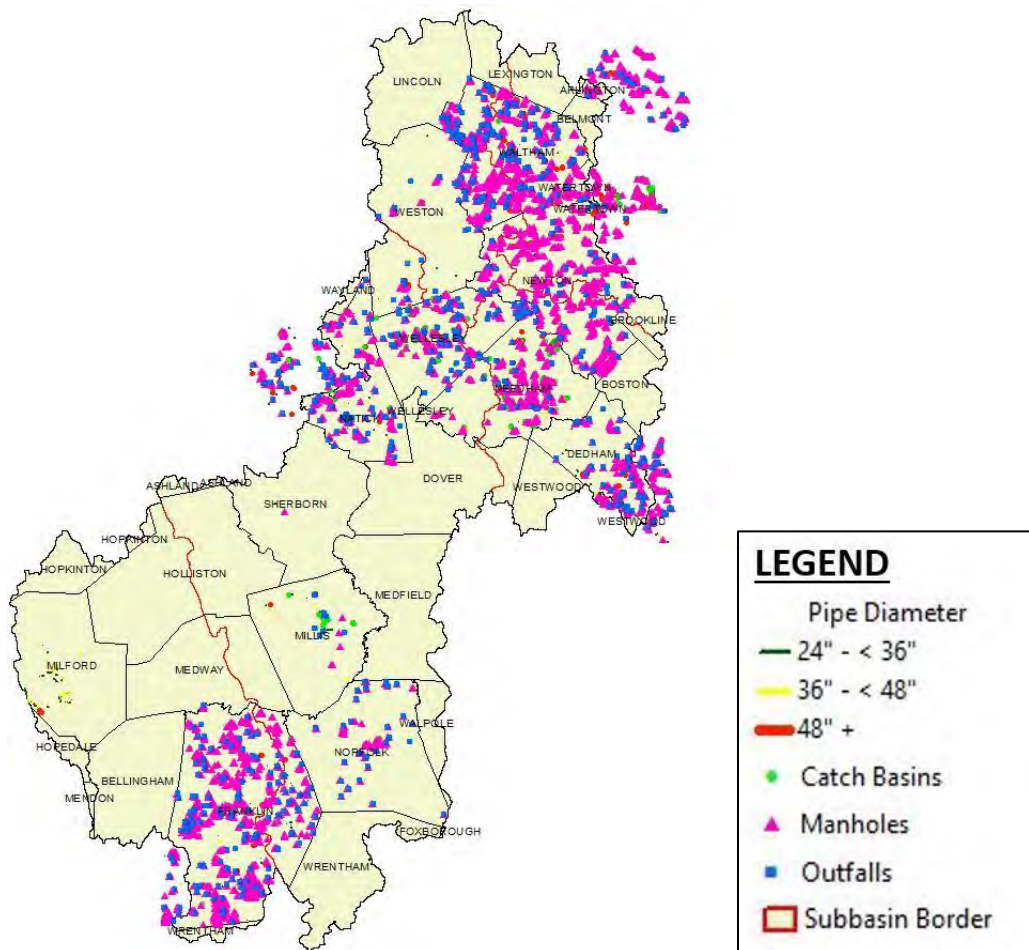 LINCOLN
LEXINGTON
ARLINGTON
BELMONT
WALTHAM
WATERTOWN
WATERTOWN
WESTON
NEWTON
WAYLAND
BROOKLINE
WELLESLEY
BOSTON
NEEDHAM
WELLESLEY
NATICK
DEDHAM
DOVER
WESTWOOD
ASHLAND
ASHLAND
SHERBORN
WESTWOOD
HOPKINTON
HOPKINTON
HOLLISTON
MEDFIELD
MILLIS
MILFORD
MEDWAY
WALPOLE
HOPEDALE
NORFOLK
BELLINGHAM
MENDON
FRANKLIN
FOXBOROUGH
WRENTHAM
WRENTHAM
LEGEND
Pipe Diameter
24" - < 36"
36" - < 48"
48" +
Catch Basins
Manholes
Outfalls
Subbasin Border